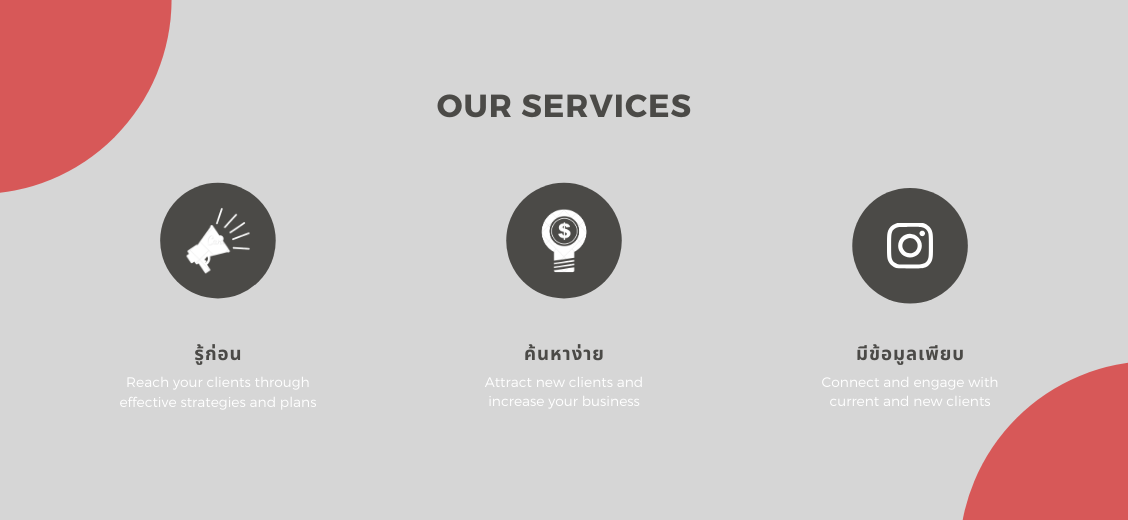 OUR SERVICES
รู้ก่อน
Reach your clients through
effective strategies and plans
ค้นหาง่าย
Attract new clients and
increase your business
มีข้อมูลเพียบ
Connect and engage with
current and new clients